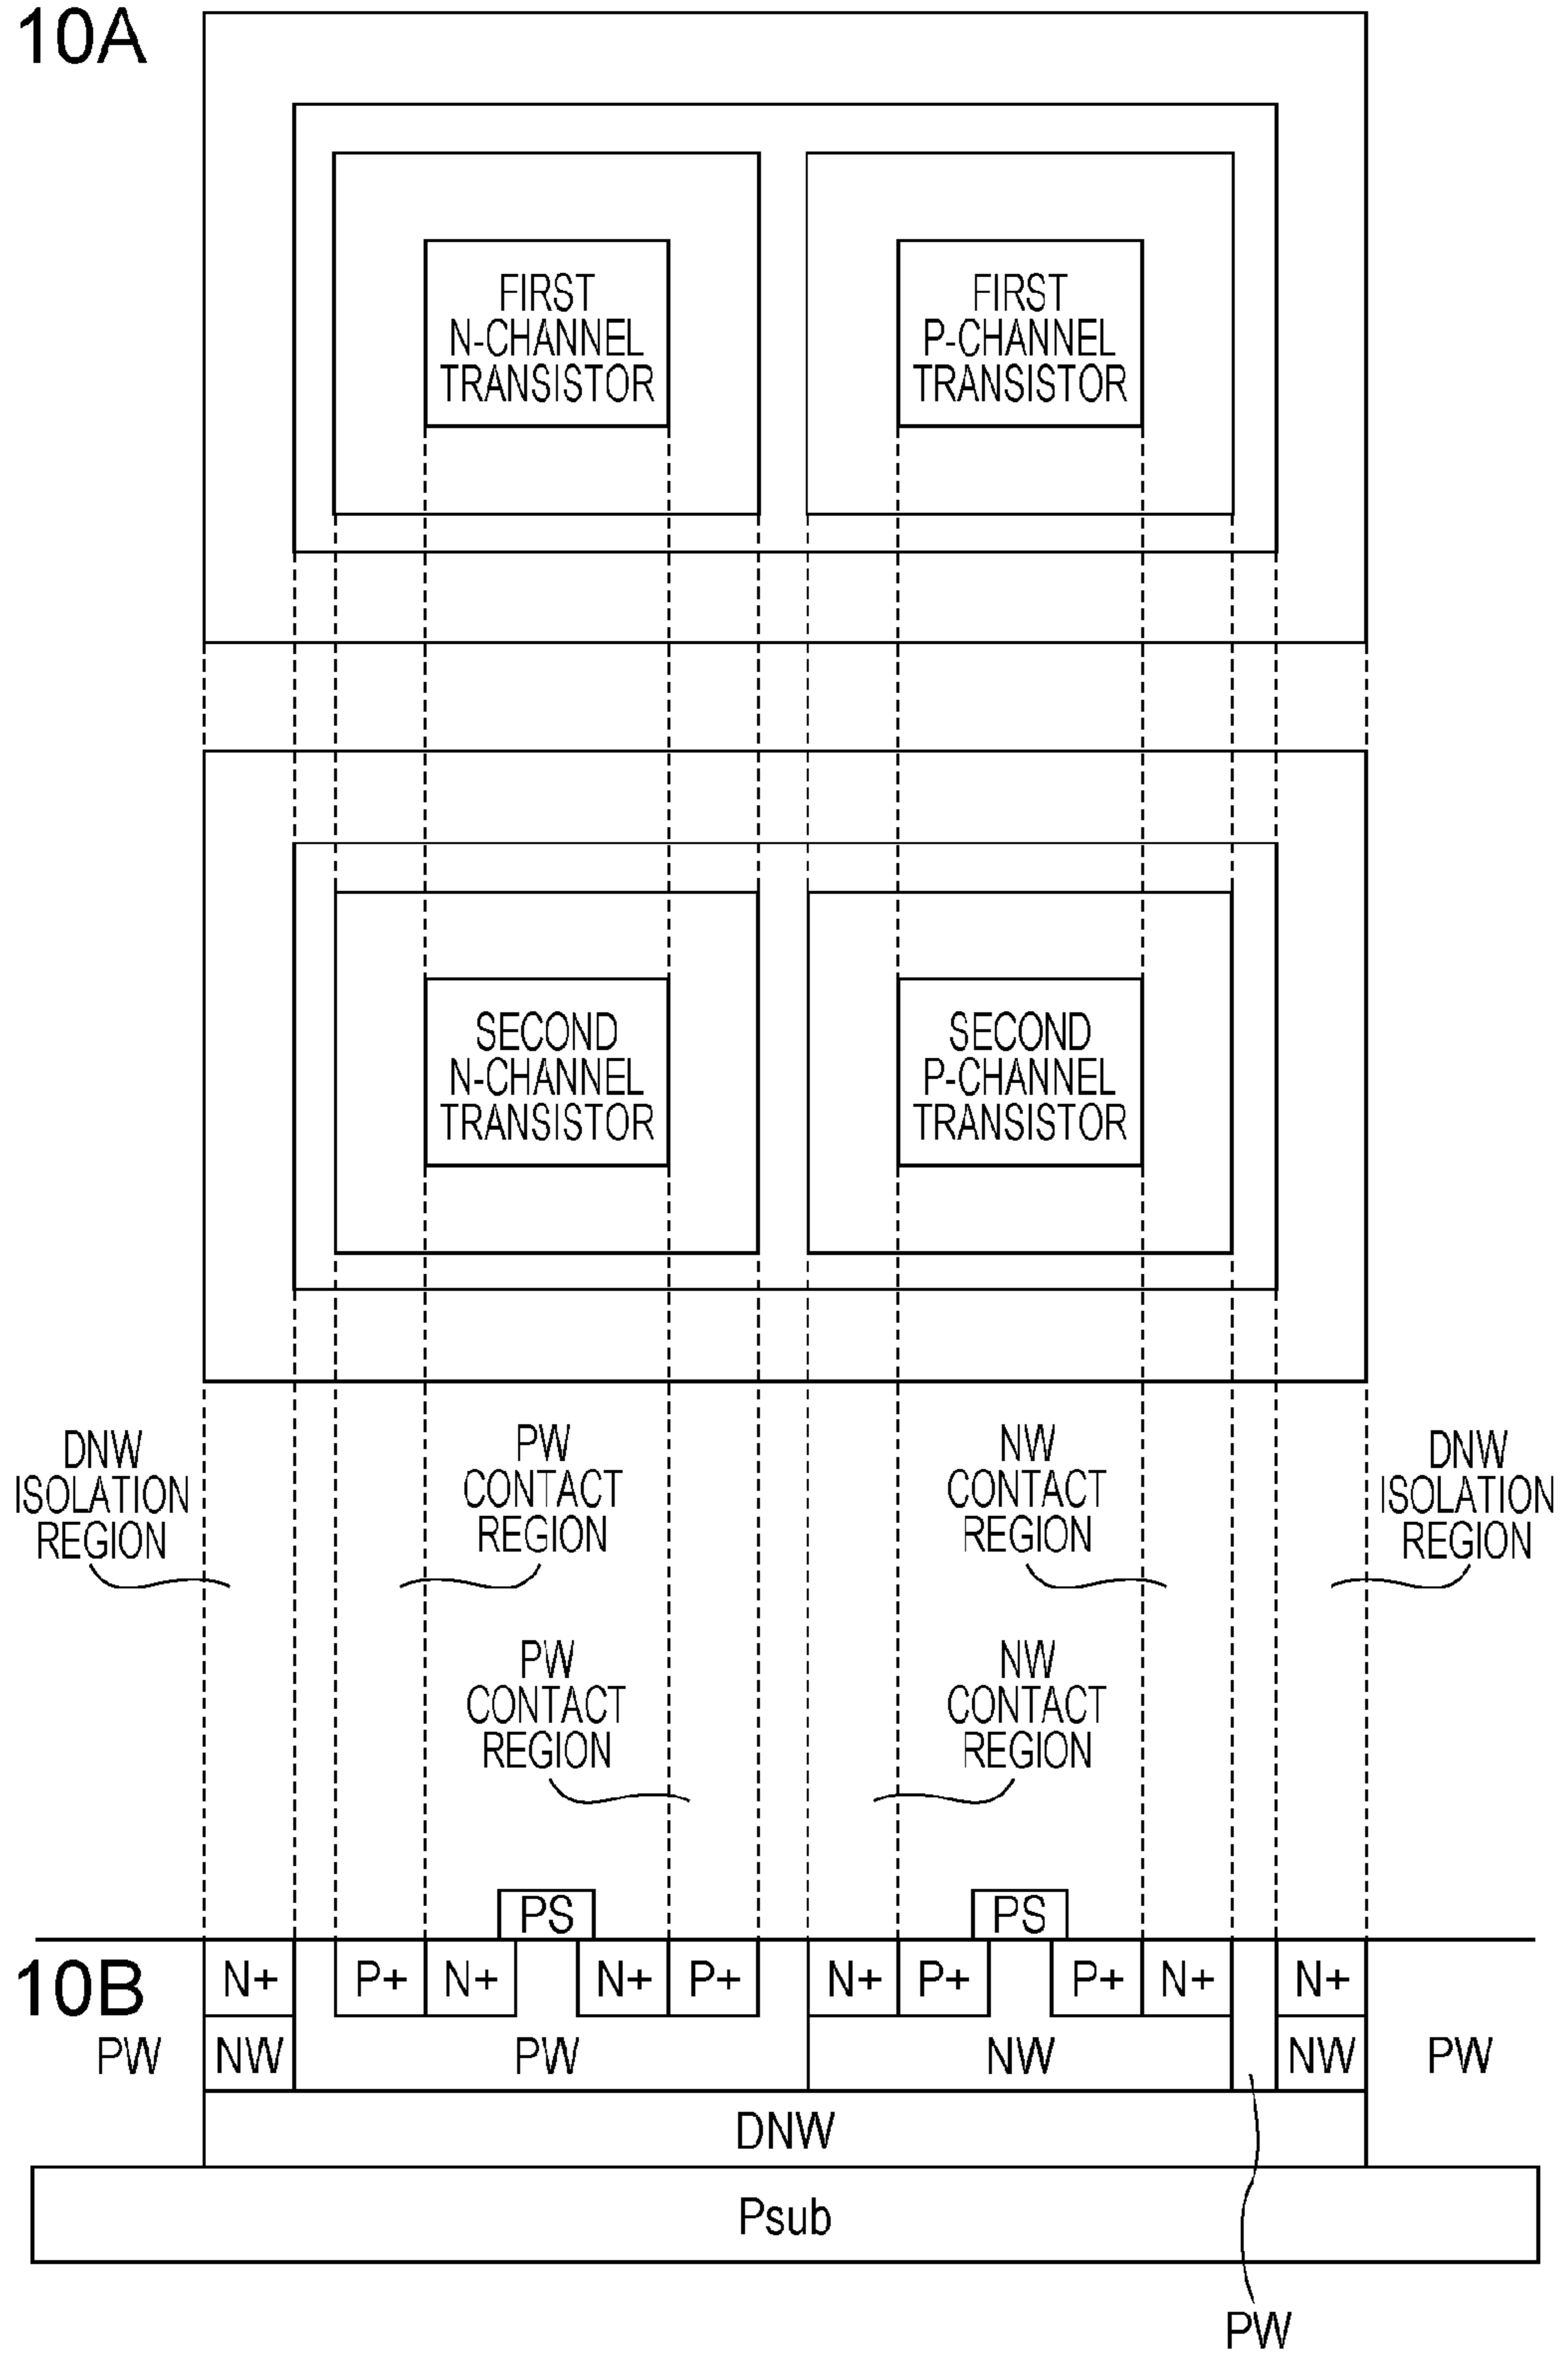 10A
FIRST
N-CHANNEL
TRANSISTOR
FIRST
P-CHANNEL
TRANSISTOR
SECOND
N-CHANNEL
TRANSISTOR
SECOND
P-CHANNEL
TRANSISTOR
DNW
ISOLATION
REGION
PW
CONTACT
REGION
NW
CONTACT
REGION
DNW
ISOLATION
REGION
PW
CONTACT
REGION
NW
CONTACT
REGION
PS
PS
10B
N+
P+
N+
N+
P+
N+
P+
P+
N+
N+
PW
NW
PW
NW
NW
PW
DNW
Psub
PW